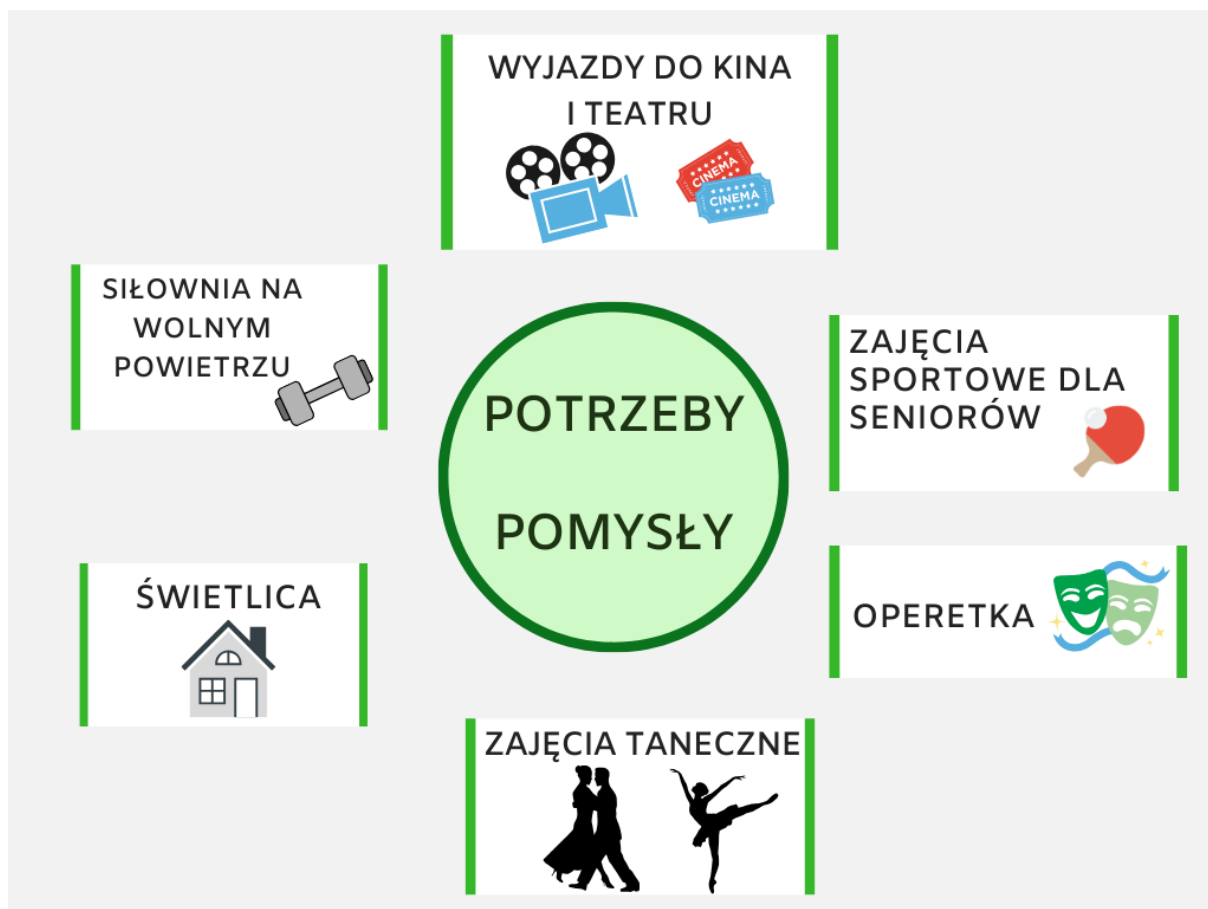 WYJAZDY DO KINA
I TEATRU
CINEMA
CINEMA
SIŁOWNIA NA
WOLNYM
POWIETRZU
ZAJĘCIA
SPORTOWE DLA
SENIORÓW
POTRZEBY
POMYSŁY
ŚWIETLICA
OPERETKA
ZAJĘCIA TANECZNE